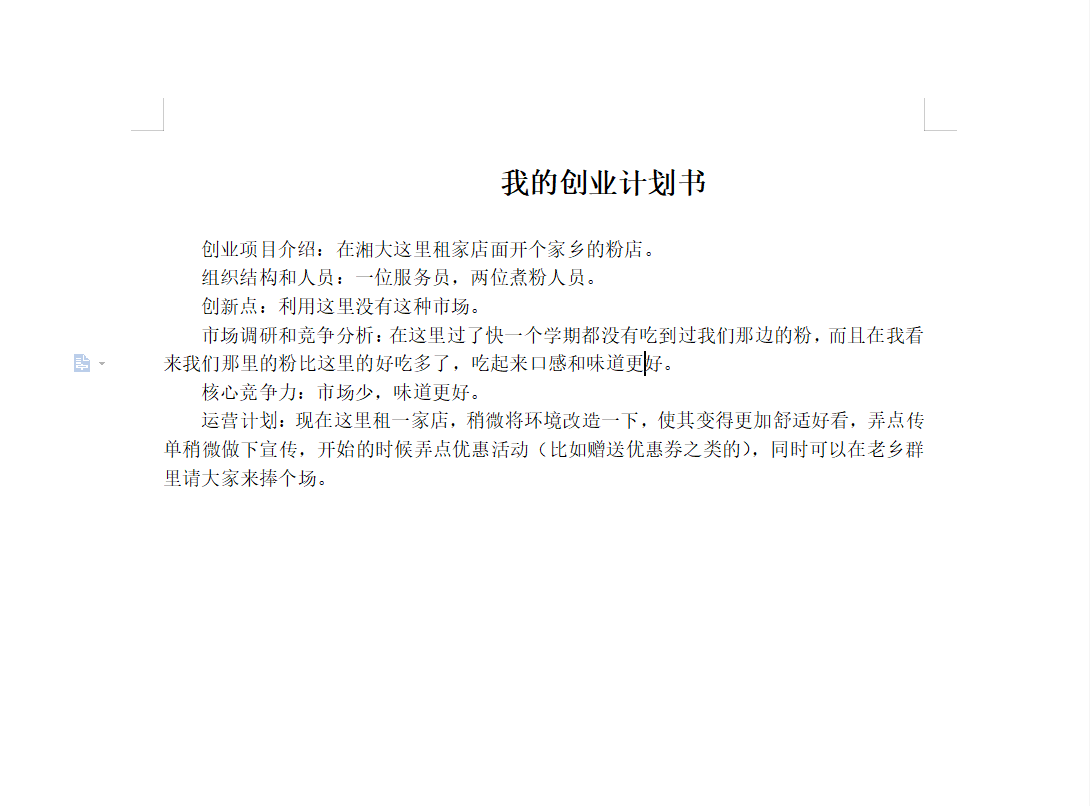 我的创业计划书
创业项目介绍：在湘大这里租家店面开个家乡的粉店。
组织结构和人员：一位服务员，两位煮粉人员。
创新点：利用这里没有这种市场。
市场调研和竞争分析：在这里过了快一个学期都没有吃到过我们那边的粉，而且在我看
来我们那里的粉比这里的好吃多了，吃起来口感和味道更好。
核心竞争力：市场少，味道更好。
运营计划：现在这里租一家店，稍微将环境改造一下，使其变得更加舒适好看，弄点传
单稍微做下宣传，开始的时候弄点优惠活动（比如赠送优惠券之类的），同时可以在老乡群
里请大家来捧个场。